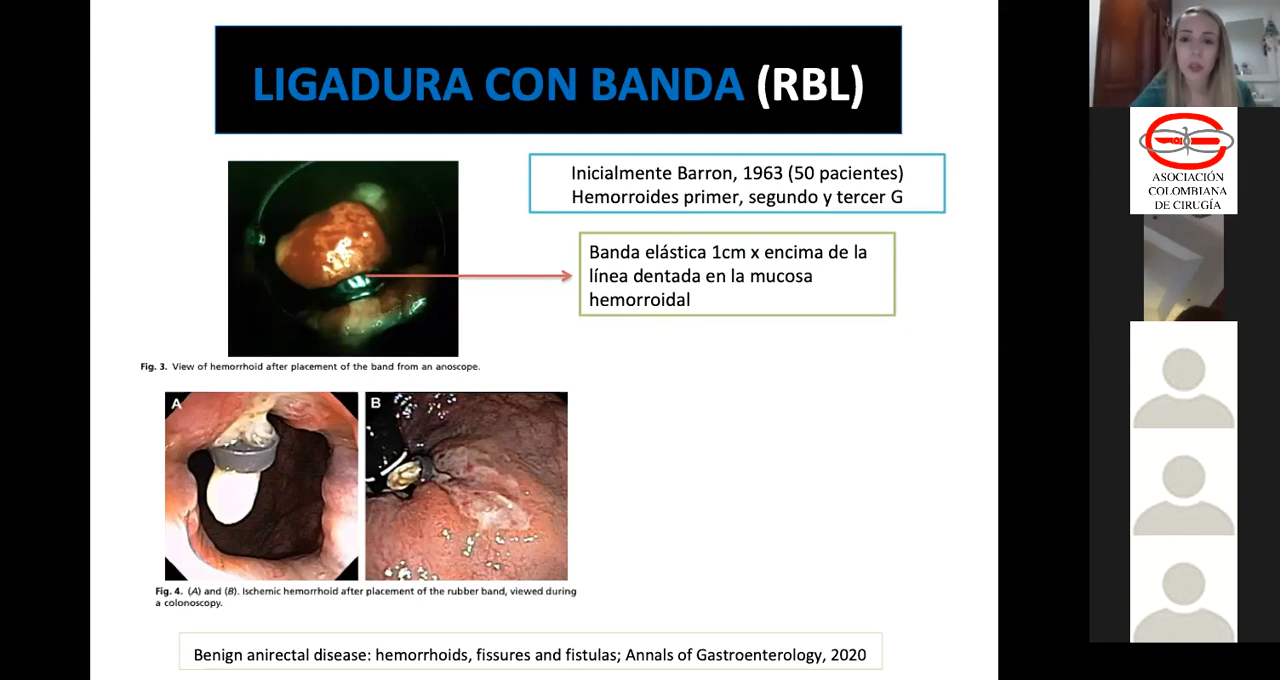 LIGADURA CON BANDA (RBL)
Inicialmente Barron, 1963 (50 pacientes)
Hemorroides primer, segundo y tercer G
Banda elástica 1cm x encima de la
línea dentada en la mucosa
hemorroidal
Fig. 3. View of hemorrhoid after placement of the band from an anoscope.
A
B
Fig. 4. (A) and (B). Ischemic hemorrhoid after placement of the rubber band, viewed during
a colonoscopy.
Benign anirectal disease: hemorrhoids, fissures and fistulas; Annals of Gastroenterology, 2020
ASOCIACIÓN
COLOMBIANA
DE CIRUGÍA